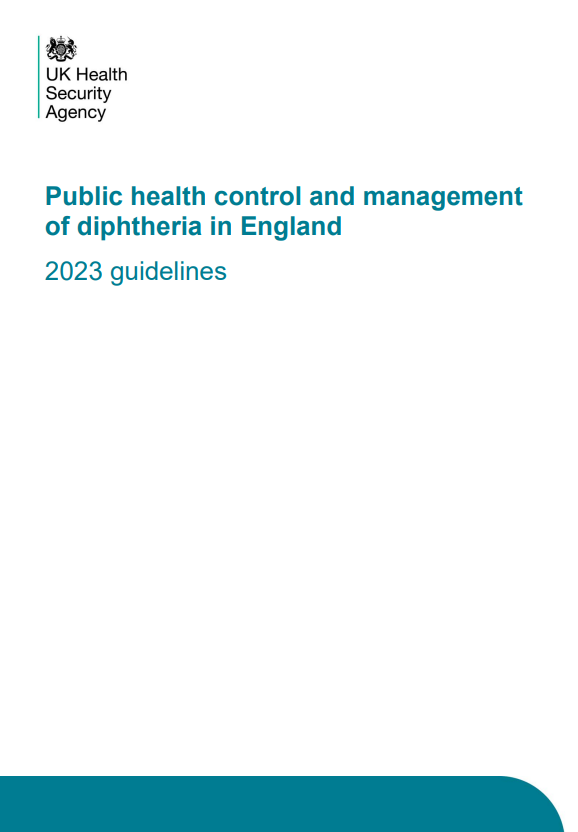 UK Health
Security
Agency
Public health control and management
of diphtheria in England
2023 guidelines